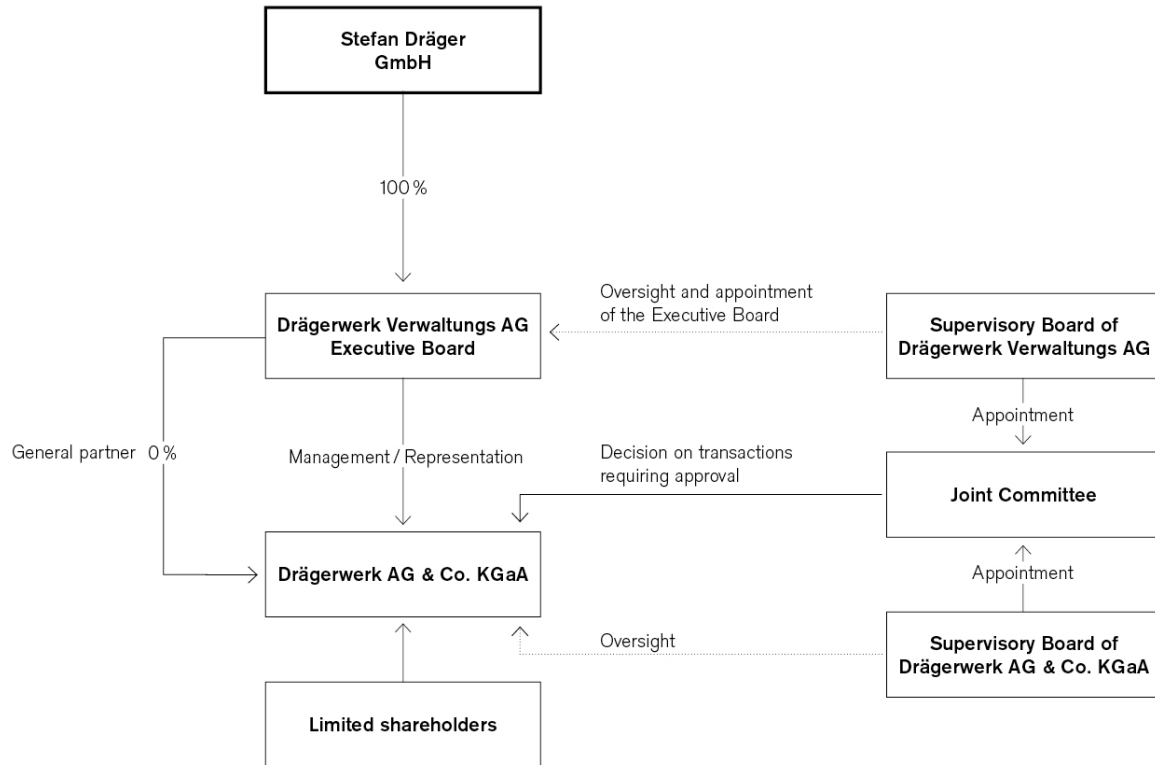 Stefan Dräger
GmbH
100 %
Oversight and appointment
of the Executive Board
Drägerwerk Verwaltungs AG
Executive Board
Supervisory Board of
Drägerwerk Verwaltungs AG
Appointment
General partner 0 %
Management / Representation
Decision on transactions
requiring approval
Joint Committee
Drägerwerk AG & Co. KGaA
Appointment
Oversight
Supervisory Board of
Drägerwerk AG & Co. KGaA
Limited shareholders